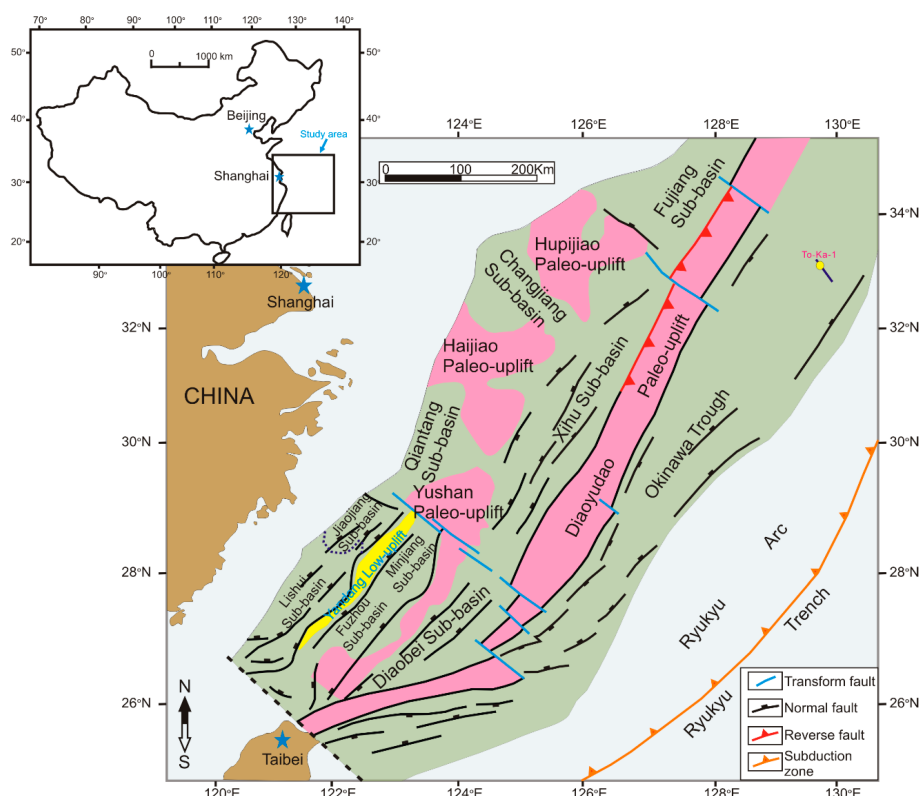 70°
80°
90°
100°
110°
120°
130°
140°
0
1000 km
50°
50°
Beijing
40°
40°
Study area
Shanghai
30°
30°
20°
20°
90°
100°
110°
120°
130°
124°E
126°E
128°E
130°E
0
100
200Km
Fujiang
Sub-basin
34°N
Hupijiao
Paleo-uplift
To-Ka-1
Changjiang
Sub-basin
Shanghai
32°N
32°N
Haijiao
Paleo-uplift
Paleo-uplift
Xihu Sub-basin
CHINA
30°N
30°N
Qiantang
Sub-basin
Okinawa Trough
Yushan
Paleo-uplift
Diaoyudao
Jiaojiang
Sub-basin
Arc
Yandang Low-uplift
Minjiang
Sub-basin
28°N
28°N
Lishui
Sub-basin
Fuzhou
Sub-basin
Trench
Ryukyu
Diaobei Sub-basin
Ryukyu
N
S
26°N
26°N
Transform fault
Normal fault
Reverse fault
Subduction
zone
Taibei
120°E
122°E
124°E
126°E
128°E
130°E